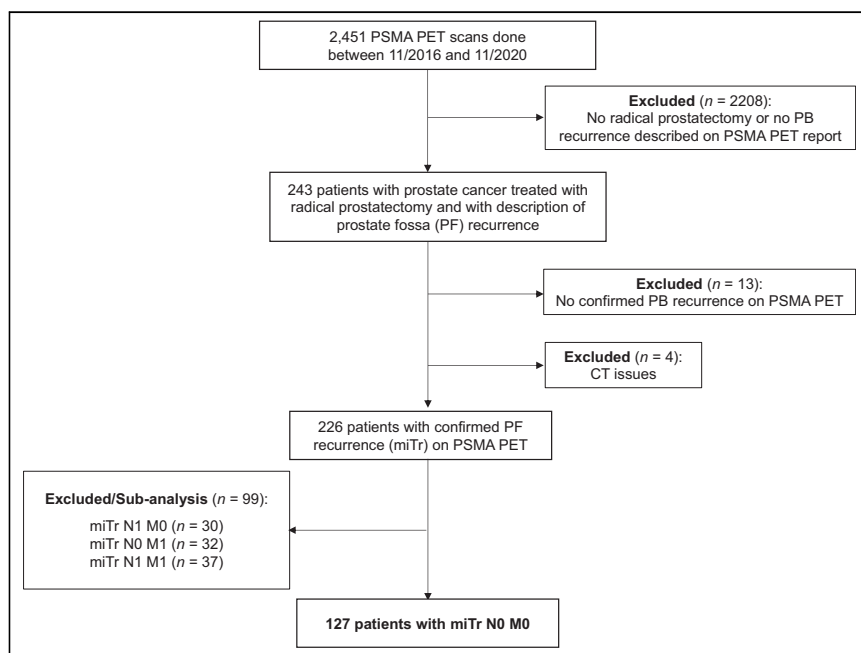 2,451 PSMA PET scans done
between 11/2016 and 11/2020
Excluded (n = 2208):
No radical prostatectomy or no PB
recurrence described on PSMA PET report
243 patients with prostate cancer treated with
radical prostatectomy and with description of
prostate fossa (PF) recurrence
Excluded (n = 13):
No confirmed PB recurrence on PSMA PET
Excluded (n = 4):
CT issues
226 patients with confirmed PF
recurrence (miTr) on PSMA PET
Excluded/Sub-analysis (n = 99):
miTr N1 M0 (n = 30)
miTr N0 M1 (n = 32)
miTr N1 M1 (n = 37)
127 patients with miTr N0 M0